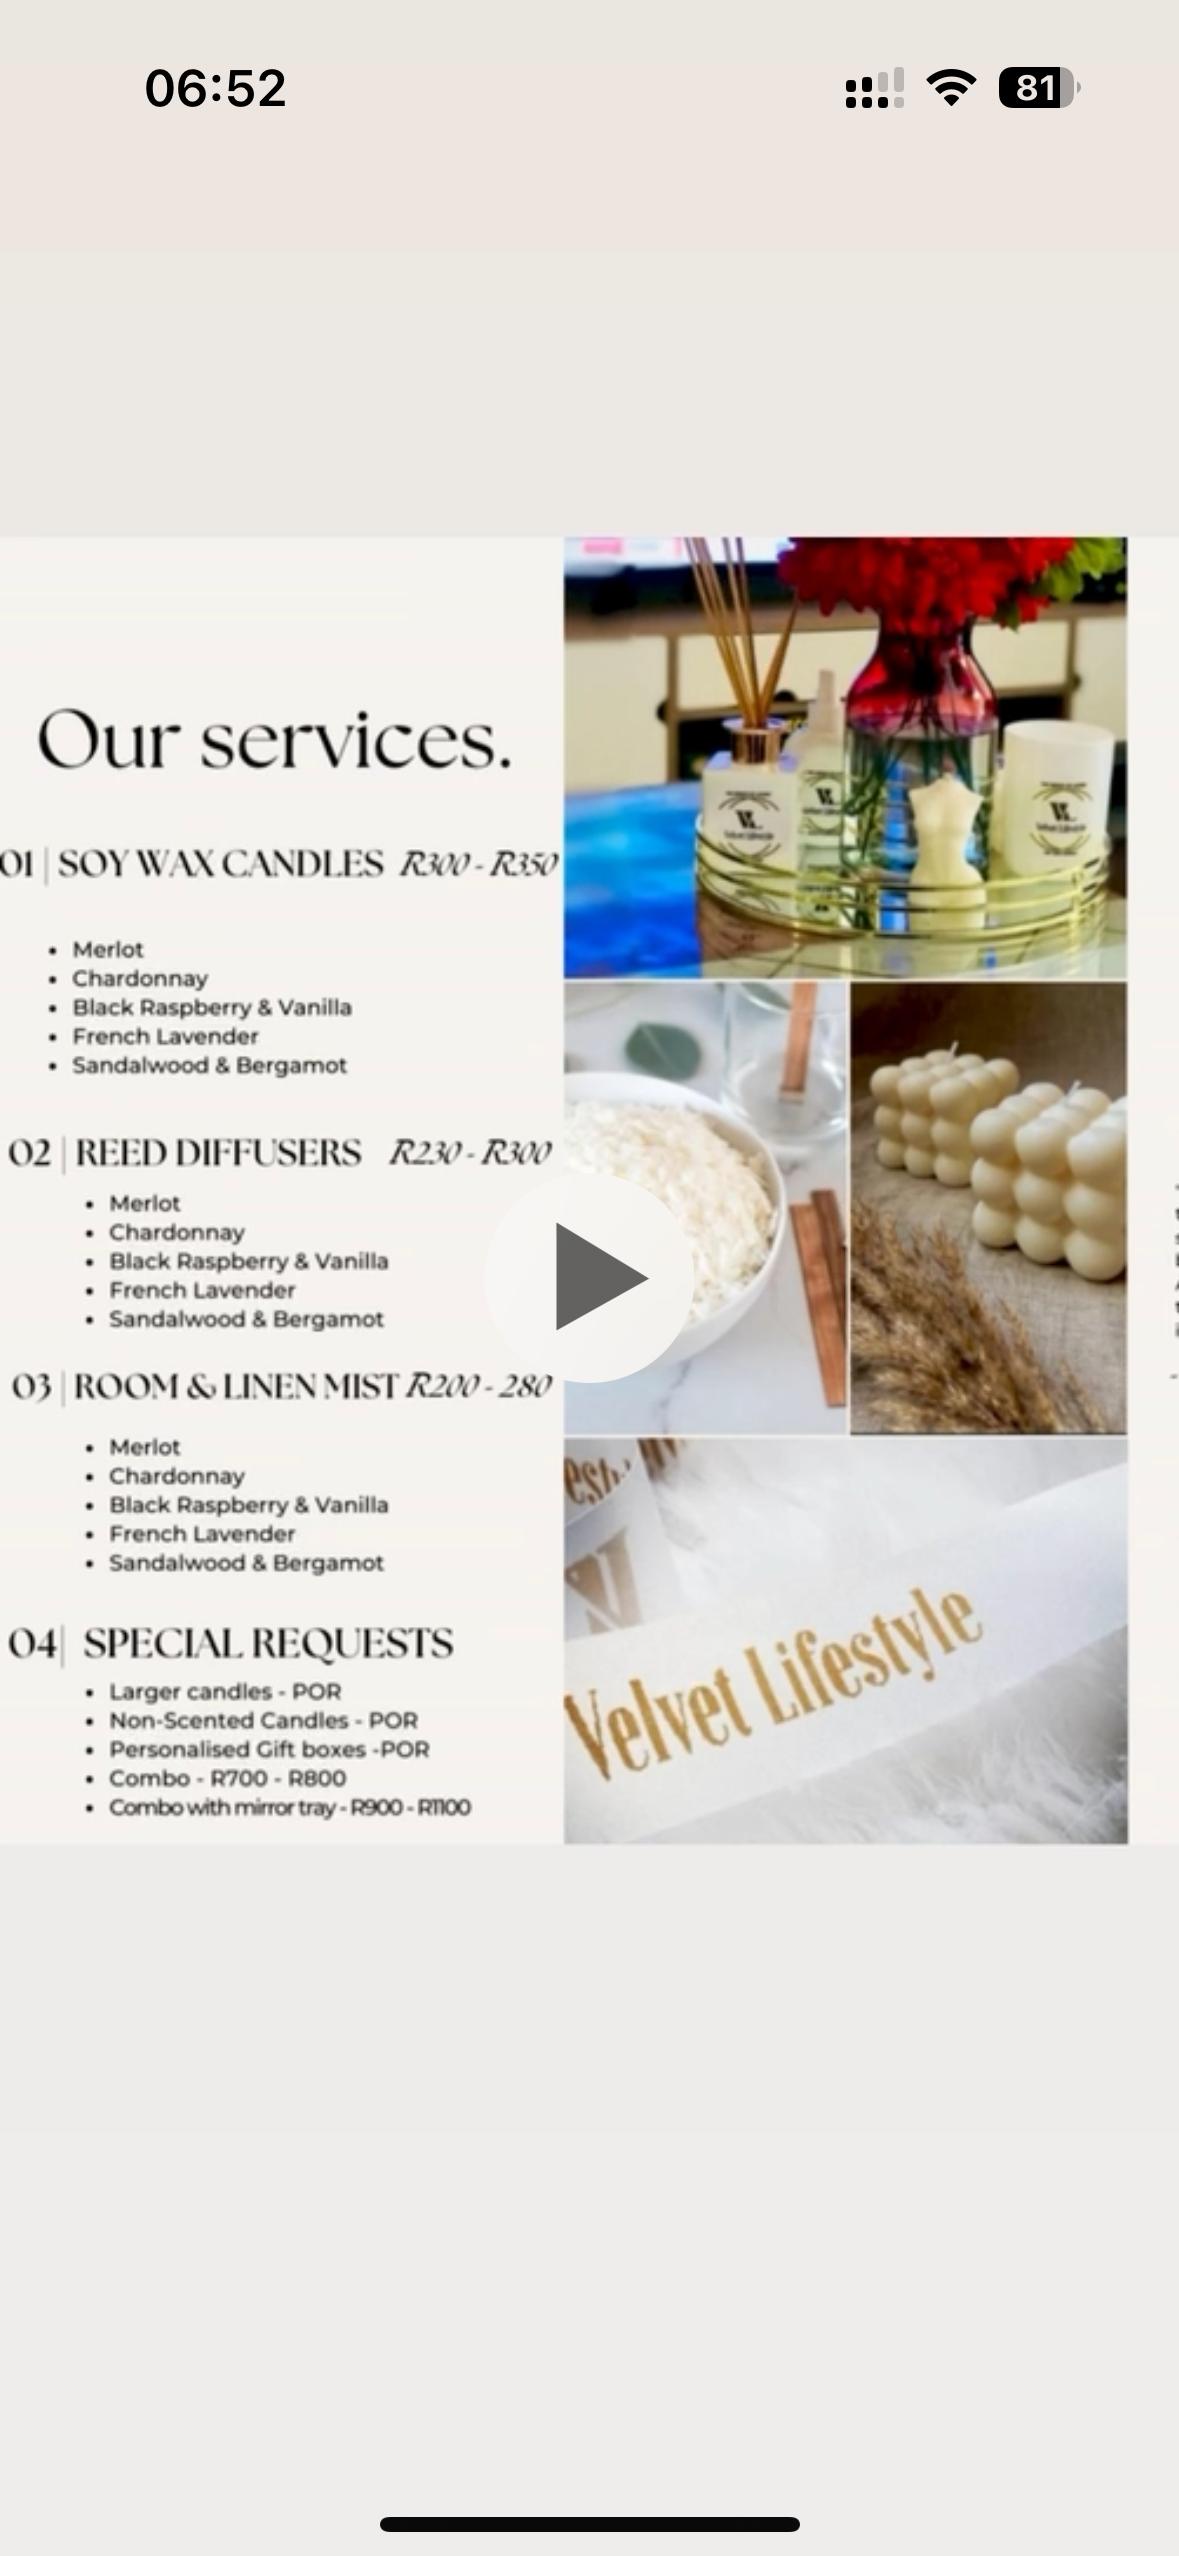 06:52
81
Our services.
01 | SOY WAX CANDLES R300 - R350
• Merlot
• Chardonnay
• Black Raspberry & Vanilla
• French Lavender
• Sandalwood & Bergamot
02 | REED DIFFUSERS R230 - R300
• Merlot
• Chardonnay
• Black Raspberry & Vanilla
• French Lavender
• Sandalwood & Bergamot
03 | ROOM & LINEN MIST R200 - 280
• Merlot
• Chardonnay
• Black Raspberry & Vanilla
• French Lavender
• Sandalwood & Bergamot
04| SPECIAL REQUESTS
• Larger candles - POR
• Non-Scented Candles - POR
• Personalised Gift boxes -POR
• Combo - R700 - R800
• Combo with mirror tray - R900 - R1100
VL
VL
VL
Velvet Lifestyle